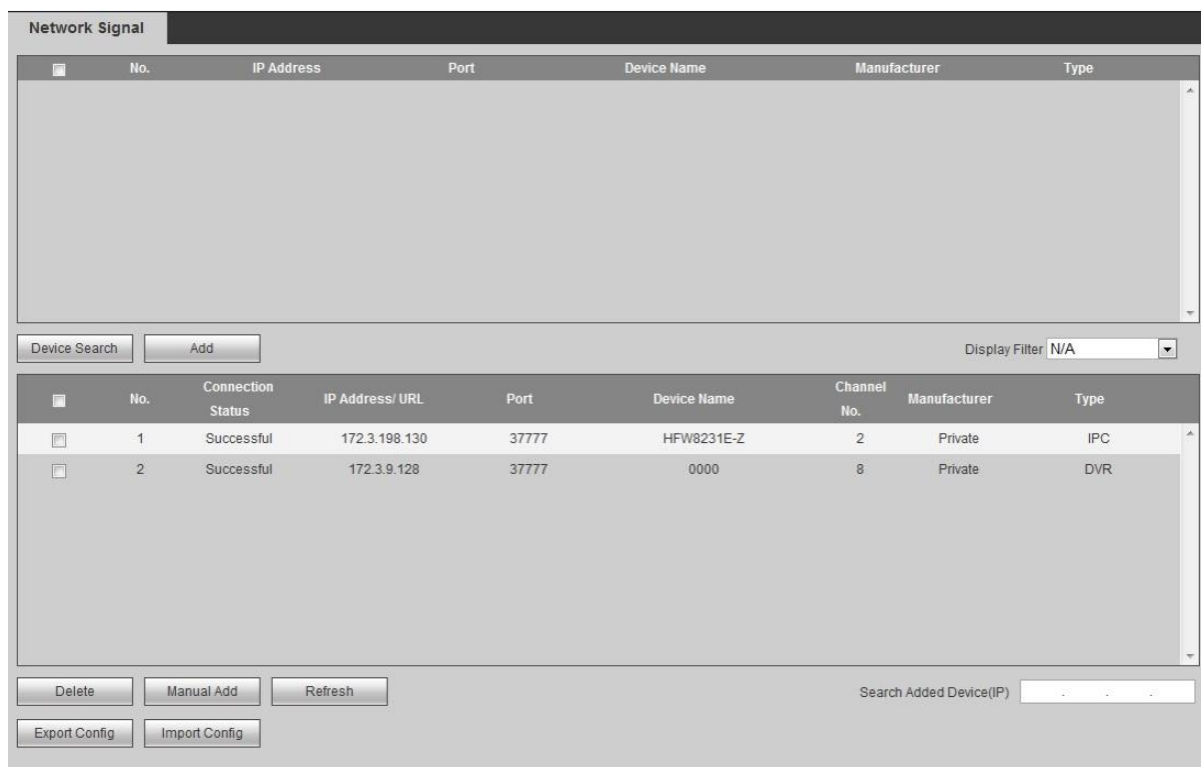 Network Signal
No. IP Address Port Device Name Manufacturer Type
Device Search Add Display Filter N/A
No. Connection Status IP Address/ URL Port Device Name Channel No. Manufacturer Type
1 Successful 172.3.198.130 37777 HFW8231E-Z 2 Private IPC
2 Successful 172.3.9.128 37777 0000 8 Private DVR
Delete Manual Add Refresh Search Added Device(IP) . . .
Export Config Import Config